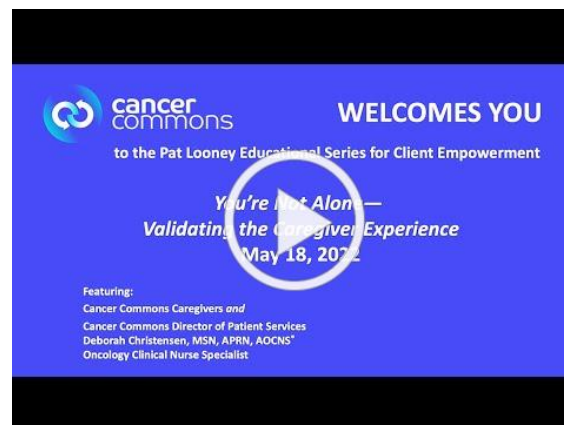 cancer
commons
WELCOMES YOU
to the Pat Looney Educational Series for Client Empowerment
You're Not Alone—
Validating the Caregiver Experience
May 18, 2022
Featuring:
Cancer Commons Caregivers and
Cancer Commons Director of Patient Services
Deborah Christensen, MSN, APRN, AOCNS®
Oncology Clinical Nurse Specialist